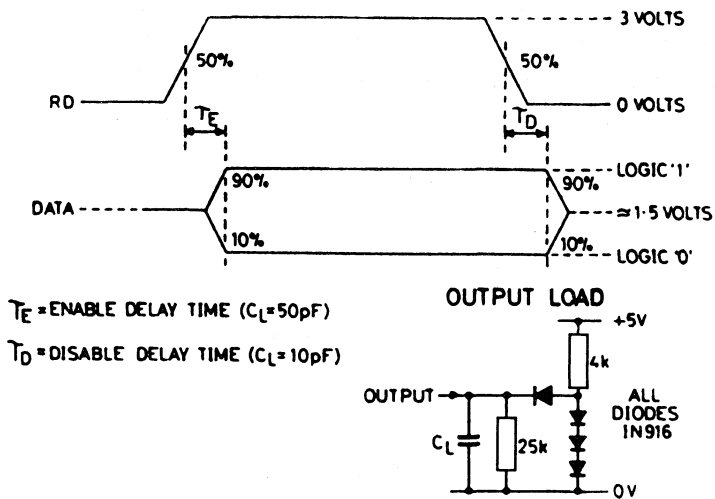 3 VOLTS
50%
50%
RD
0 VOLTS
TE
TD
LOGIC '1'
90%
90%
DATA
≈1·5 VOLTS
10%
10%
LOGIC '0'
TE = ENABLE DELAY TIME (CL=50pF)
TD = DISABLE DELAY TIME (CL=10pF)
OUTPUT LOAD
+5V
4k
OUTPUT
ALL
DIODES
IN916
CL
25k
0V